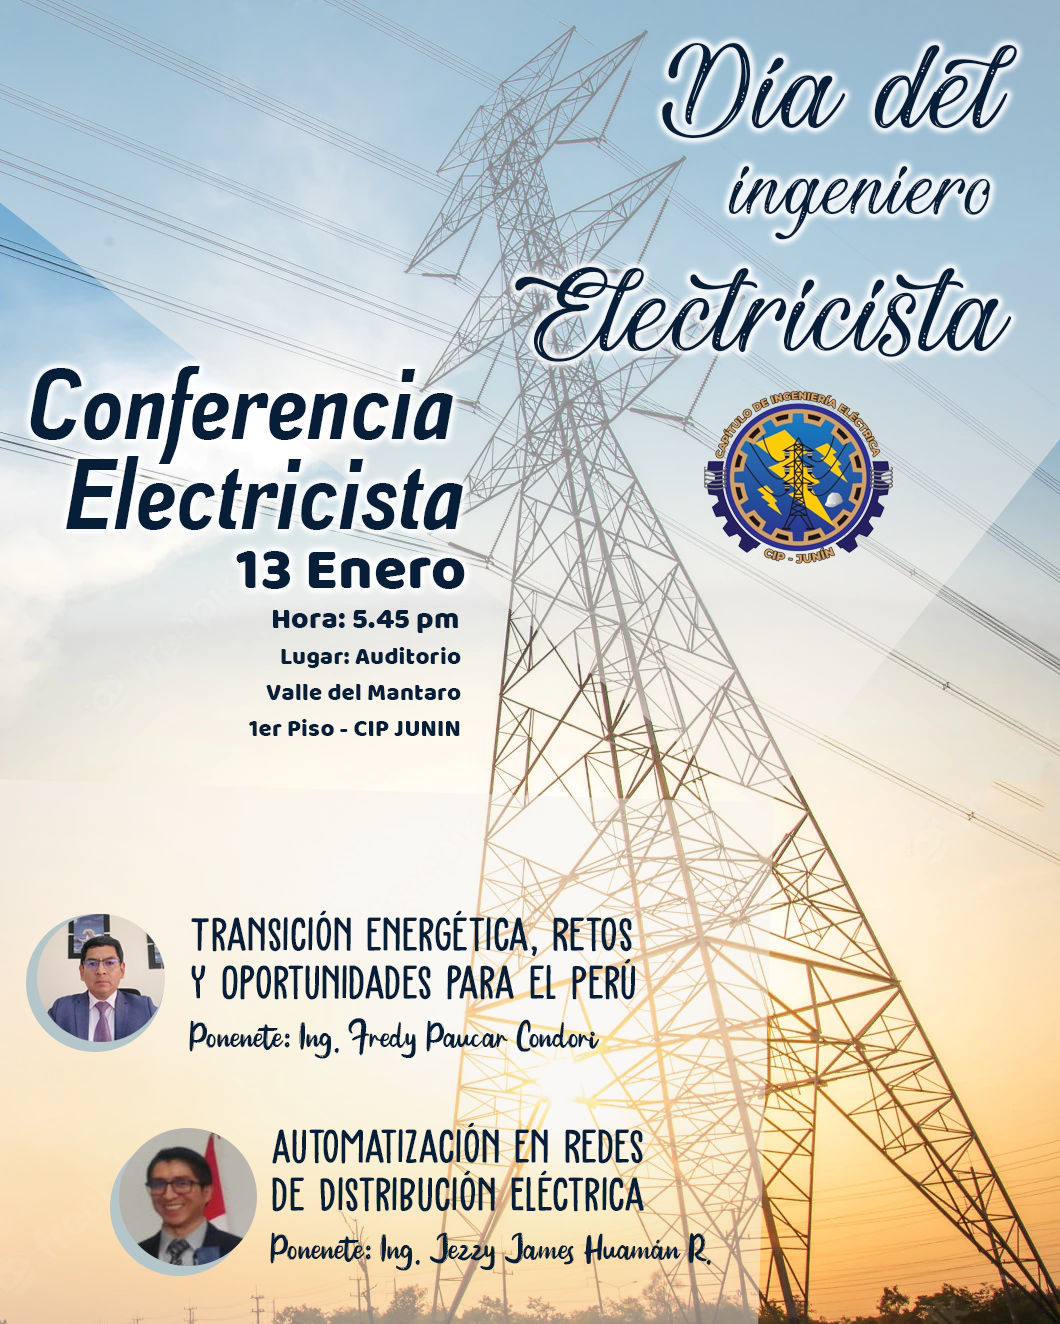 Día del
ingeniero
Electricista
Conferencia
Electricista
13 Enero
Hora: 5.45 pm
Lugar: Auditorio
Valle del Mantaro
1er Piso - CIP JUNIN
CAPÍTULO DE INGENIERÍA ELÉCTRICA
CIP - JUNÍN
TRANSICIÓN ENERGÉTICA, RETOS
Y OPORTUNIDADES PARA EL PERÚ
Ponenete: Ing. Fredy Paucar Condori
AUTOMATIZACIÓN EN REDES
DE DISTRIBUCIÓN ELÉCTRICA
Ponenete: Ing. Jezzy James Huamán R.